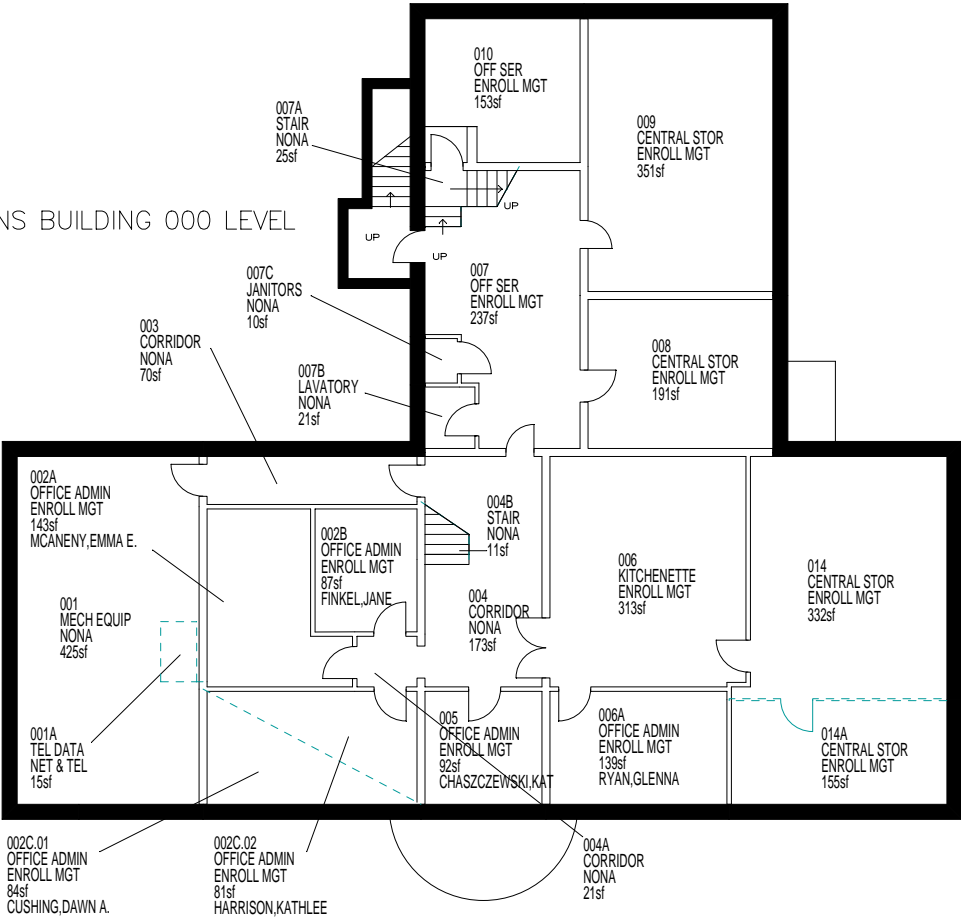 010
OFF SER
ENROLL MGT
153sf
007A
STAIR
NONA
25sf
009
CENTRAL STOR
ENROLL MGT
351sf
UP
NS BUILDING 000 LEVEL
UP
UP
007C
JANITORS
NONA
10sf
007
OFF SER
ENROLL MGT
237sf
003
CORRIDOR
NONA
70sf
008
CENTRAL STOR
ENROLL MGT
191sf
007B
LAVATORY
NONA
21sf
002A
OFFICE ADMIN
ENROLL MGT
143sf
MCANENY,EMMA E.
004B
STAIR
NONA
11sf
002B
OFFICE ADMIN
ENROLL MGT
87sf
FINKEL,JANE
006
KITCHENETTE
ENROLL MGT
313sf
014
CENTRAL STOR
ENROLL MGT
332sf
001
MECH EQUIP
NONA
425sf
004
CORRIDOR
NONA
173sf
001A
TEL DATA
NET & TEL
15sf
005
OFFICE ADMIN
ENROLL MGT
92sf
CHASZCZEWSKI,KAT
006A
OFFICE ADMIN
ENROLL MGT
139sf
RYAN,GLENNA
014A
CENTRAL STOR
ENROLL MGT
155sf
002C.01
OFFICE ADMIN
ENROLL MGT
84sf
CUSHING,DAWN A.
002C.02
OFFICE ADMIN
ENROLL MGT
81sf
HARRISON,KATHLEE
004A
CORRIDOR
NONA
21sf